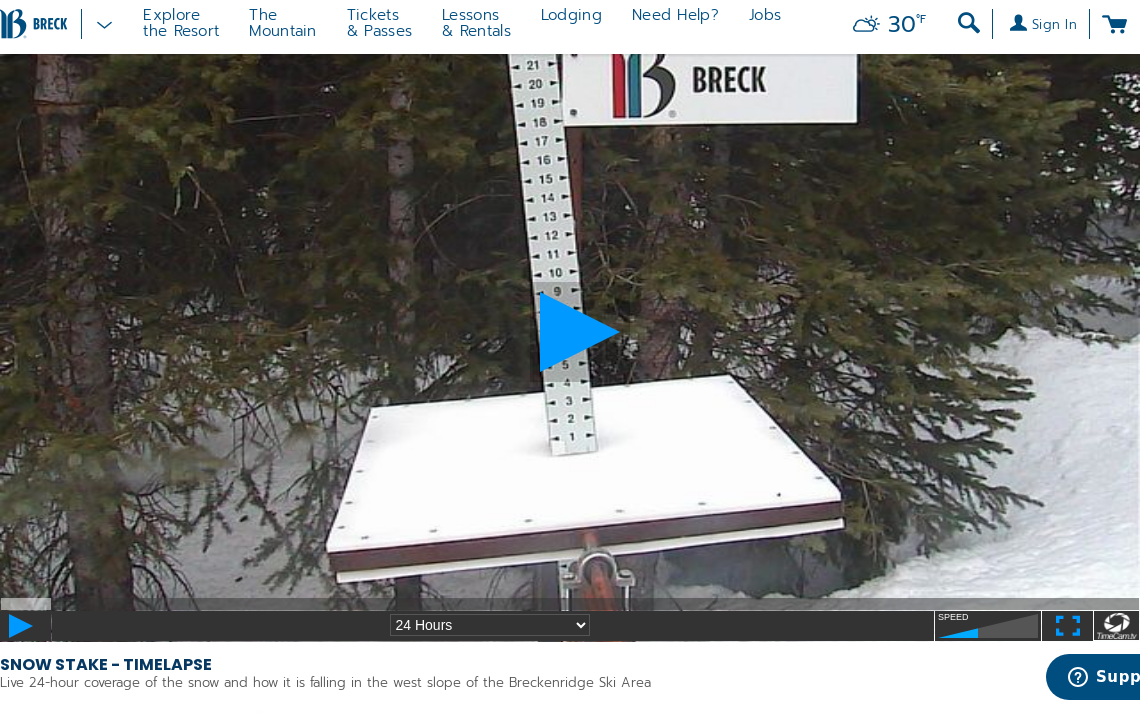 BRECK
Explore
the Resort
The
Mountain
Tickets
& Passes
Lessons
& Rentals
Lodging
Need Help?
Jobs
30°F
Sign In
BRECK®
21
20
19
18
17
16
15
14
13
12
11
10
9
5
4
3
2
1
24 Hours
SPEED
TimeCam.tv
SNOW STAKE - TIMELAPSE
Live 24-hour coverage of the snow and how it is falling in the west slope of the Breckenridge Ski Area
Supp